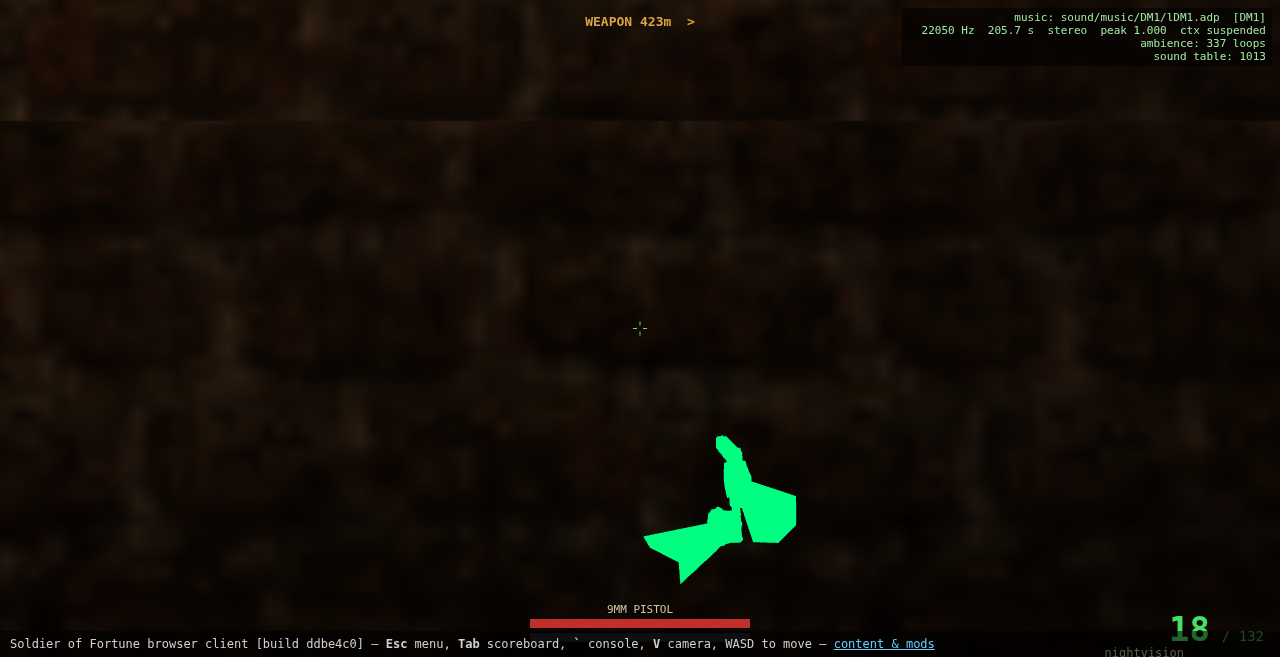 WEAPON 423m >
music: sound/music/DM1/lDM1.adp [DM1]
22050 Hz 205.7 s stereo peak 1.000 ctx suspended
ambience: 337 loops
sound table: 1013
9MM PISTOL
18 / 132
Soldier of Fortune browser client [build ddbe4c0] — Esc menu, Tab scoreboard, ` console, V camera, WASD to move — content & mods
nightvision